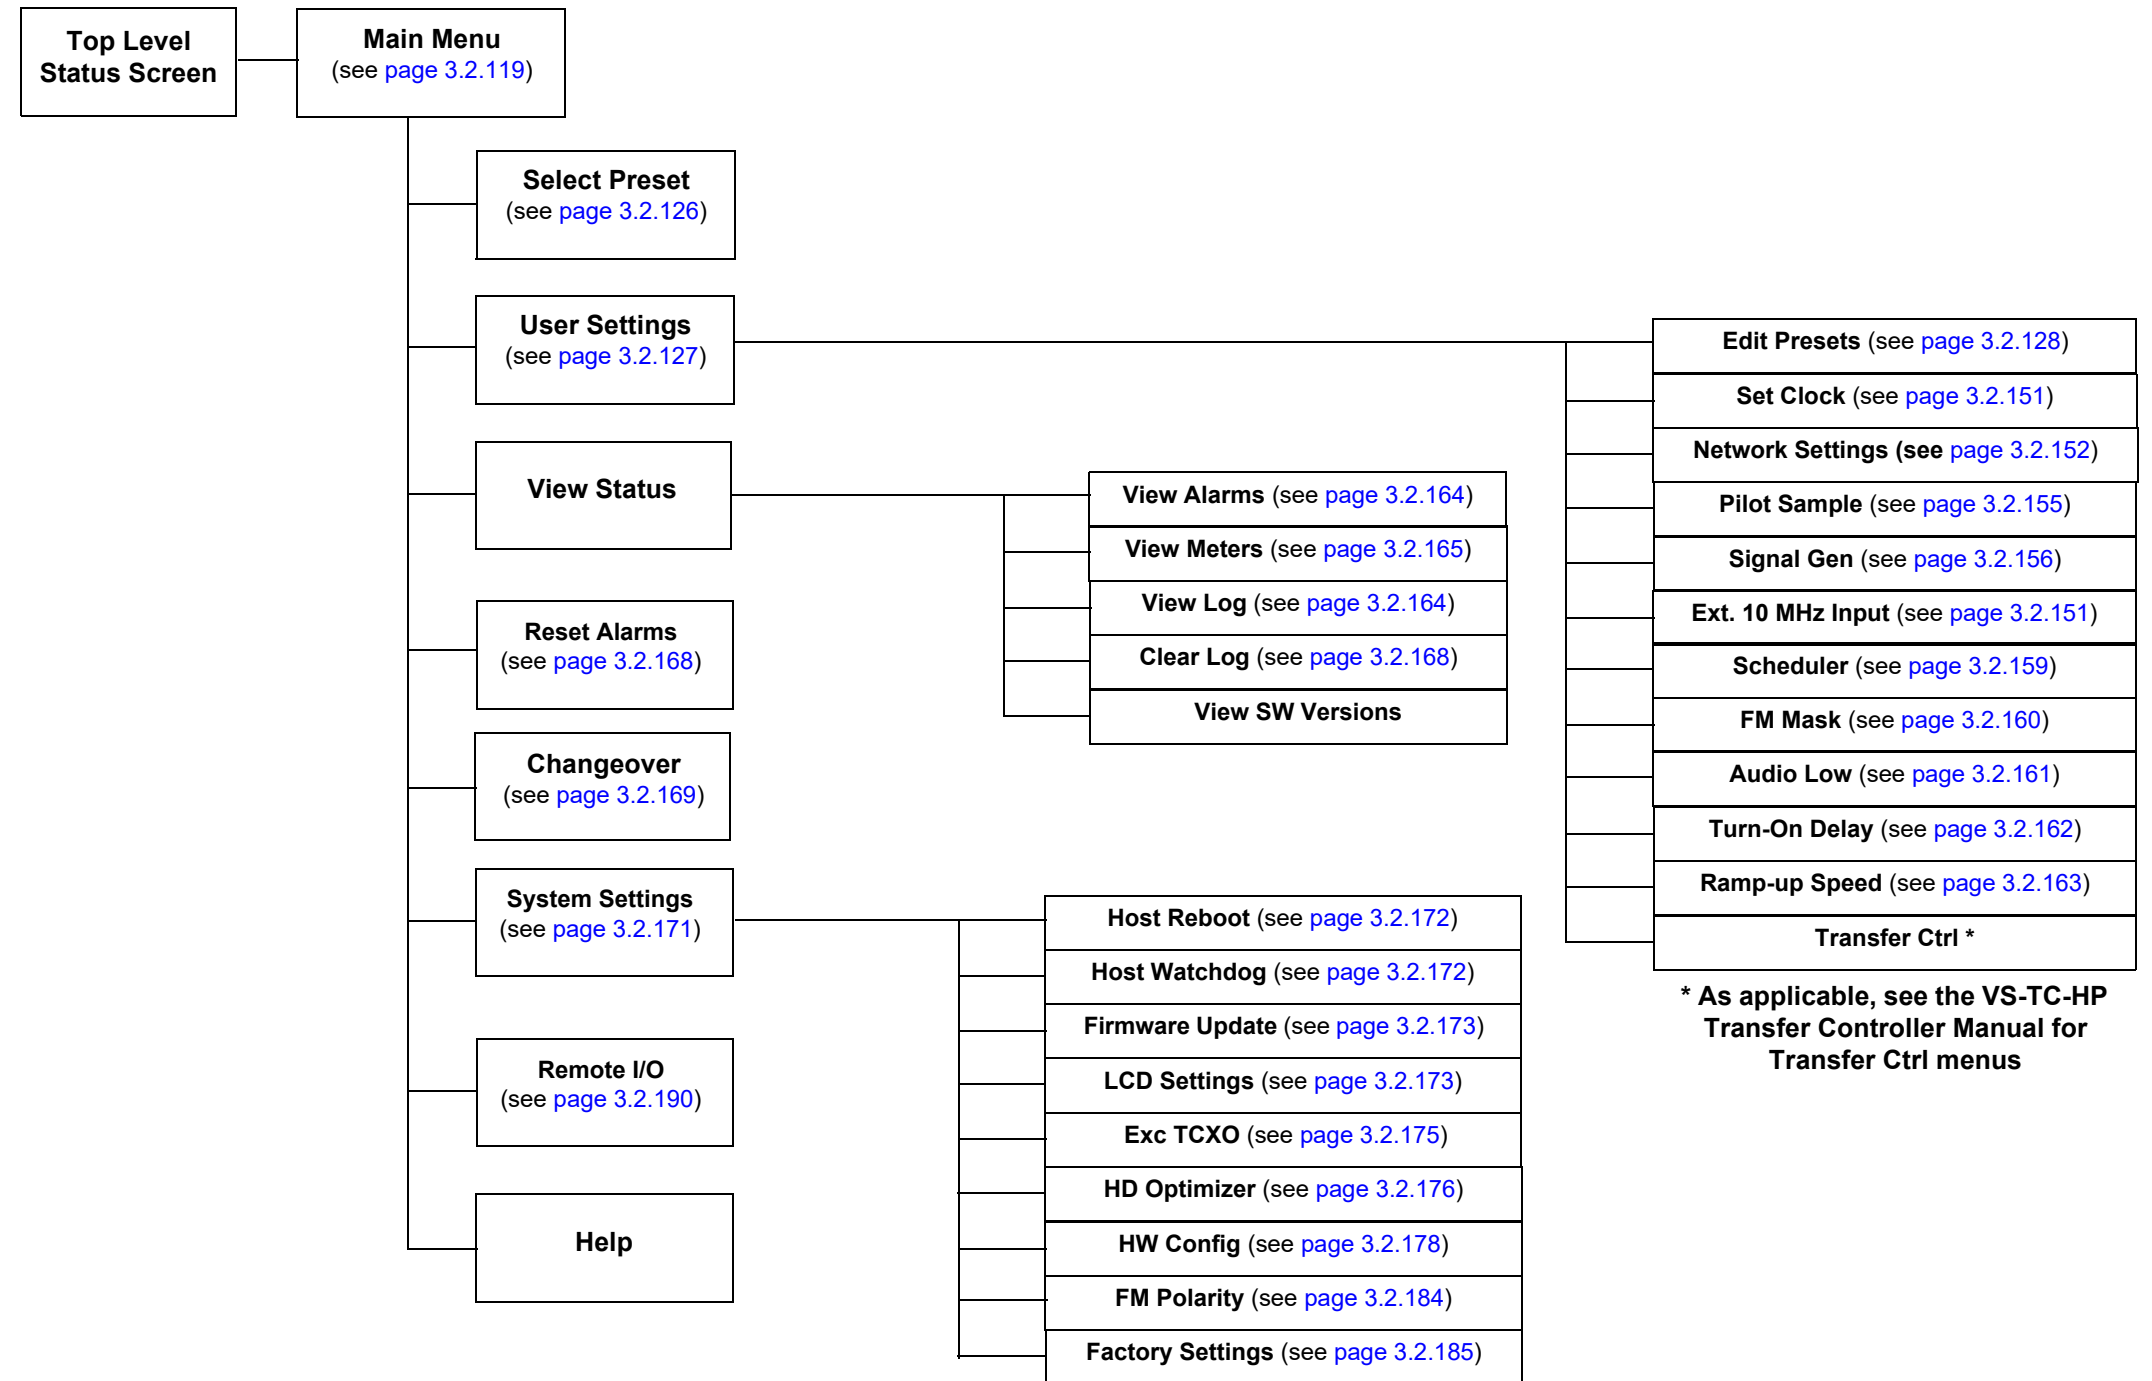 Top Level
Status Screen
Main Menu
(see page 3.2.119)
Select Preset
(see page 3.2.126)
User Settings
(see page 3.2.127)
View Status
Reset Alarms
(see page 3.2.168)
Changeover
(see page 3.2.169)
System Settings
(see page 3.2.171)
Remote I/O
(see page 3.2.190)
Help
View Alarms (see page 3.2.164)
View Meters (see page 3.2.165)
View Log (see page 3.2.164)
Clear Log (see page 3.2.168)
View SW Versions
Host Reboot (see page 3.2.172)
Host Watchdog (see page 3.2.172)
Firmware Update (see page 3.2.173)
LCD Settings (see page 3.2.173)
Exc TCXO (see page 3.2.175)
HD Optimizer (see page 3.2.176)
HW Config (see page 3.2.178)
FM Polarity (see page 3.2.184)
Factory Settings (see page 3.2.185)
Edit Presets (see page 3.2.128)
Set Clock (see page 3.2.151)
Network Settings (see page 3.2.152)
Pilot Sample (see page 3.2.155)
Signal Gen (see page 3.2.156)
Ext. 10 MHz Input (see page 3.2.151)
Scheduler (see page 3.2.159)
FM Mask (see page 3.2.160)
Audio Low (see page 3.2.161)
Turn-On Delay (see page 3.2.162)
Ramp-up Speed (see page 3.2.163)
Transfer Ctrl *
* As applicable, see the VS-TC-HP
Transfer Controller Manual for
Transfer Ctrl menus